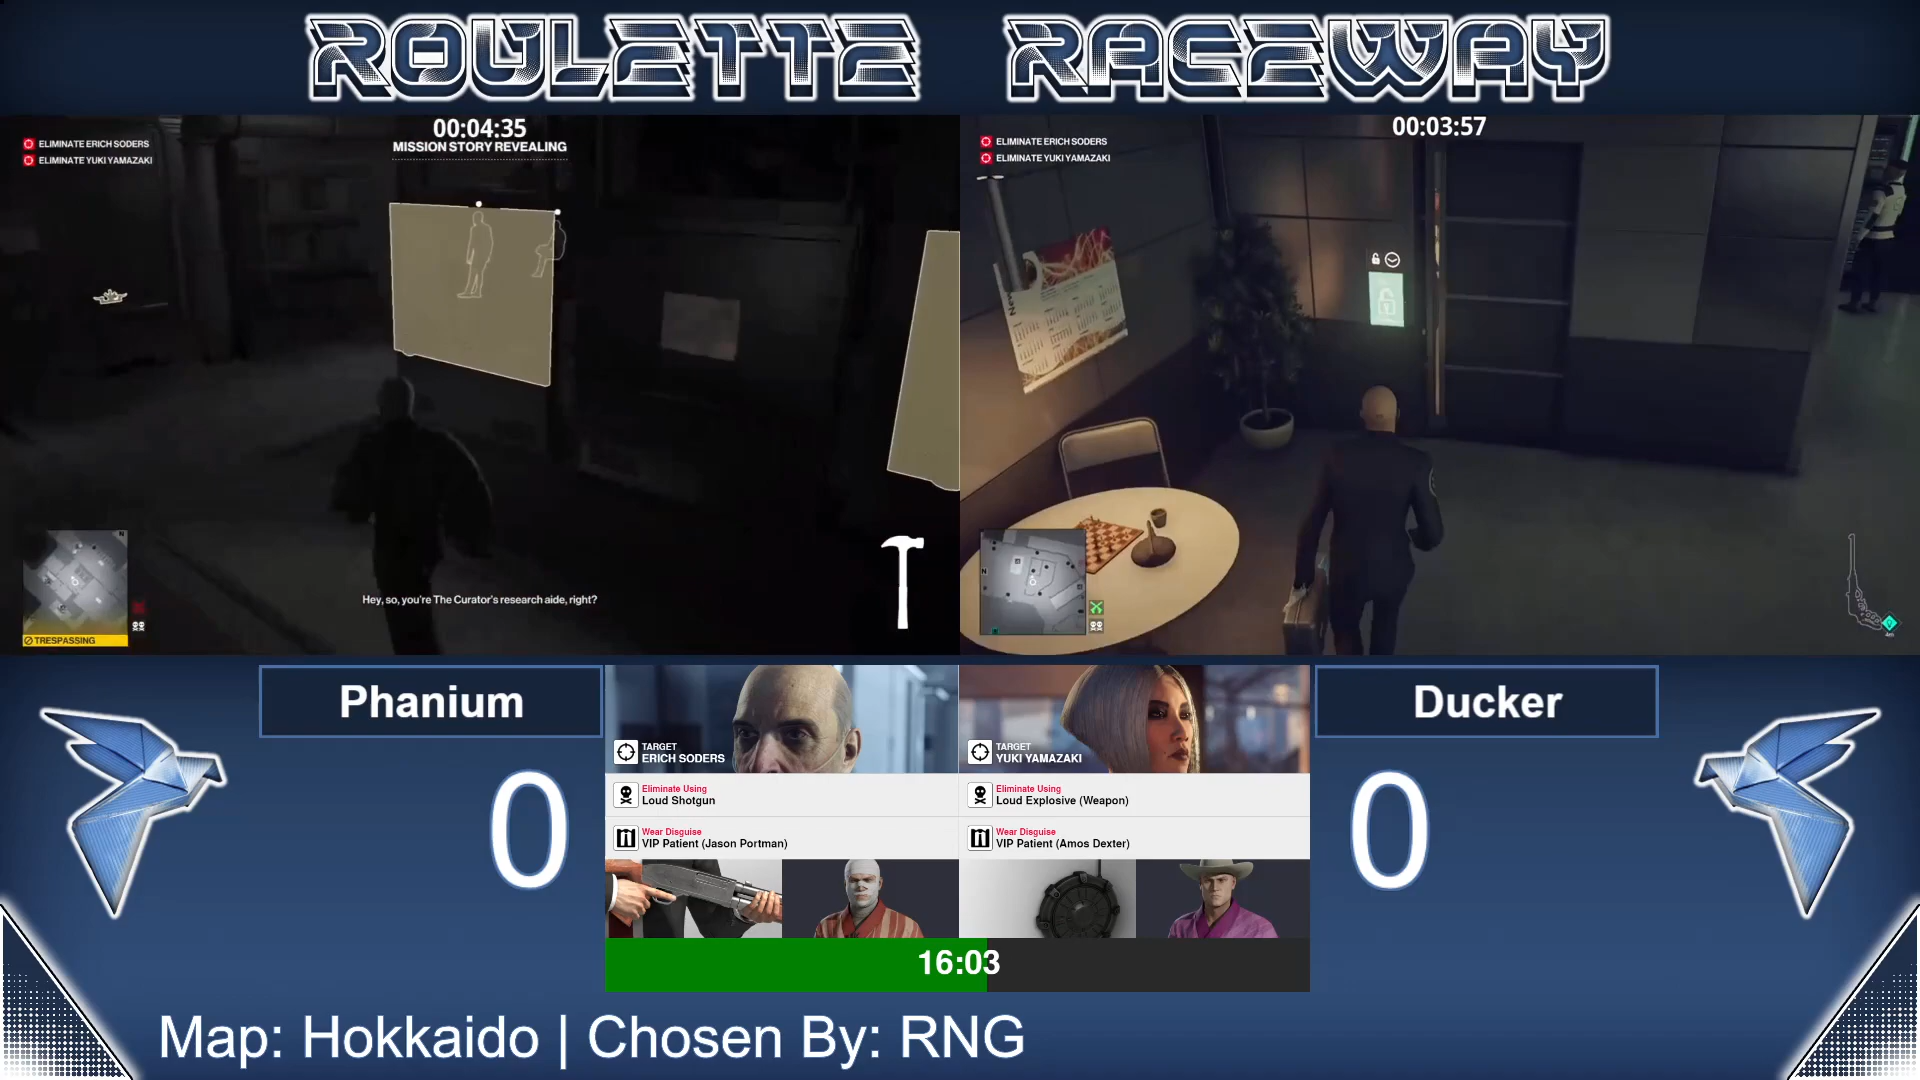 ROULETTE RACEWAY
00:04:35
MISSION STORY REVEALING
ELIMINATE ERICH SODERS
ELIMINATE YUKI YAMAZAKI
N
TRESPASSING
Hey, so, you're The Curator's research aide, right?
00:03:57
ELIMINATE ERICH SODERS
ELIMINATE YUKI YAMAZAKI
N
4m
Phanium
0
TARGET
ERICH SODERS
Eliminate Using
Loud Shotgun
Wear Disguise
VIP Patient (Jason Portman)
TARGET
YUKI YAMAZAKI
Eliminate Using
Loud Explosive (Weapon)
Wear Disguise
VIP Patient (Amos Dexter)
16:03
Ducker
0
Map: Hokkaido | Chosen By: RNG